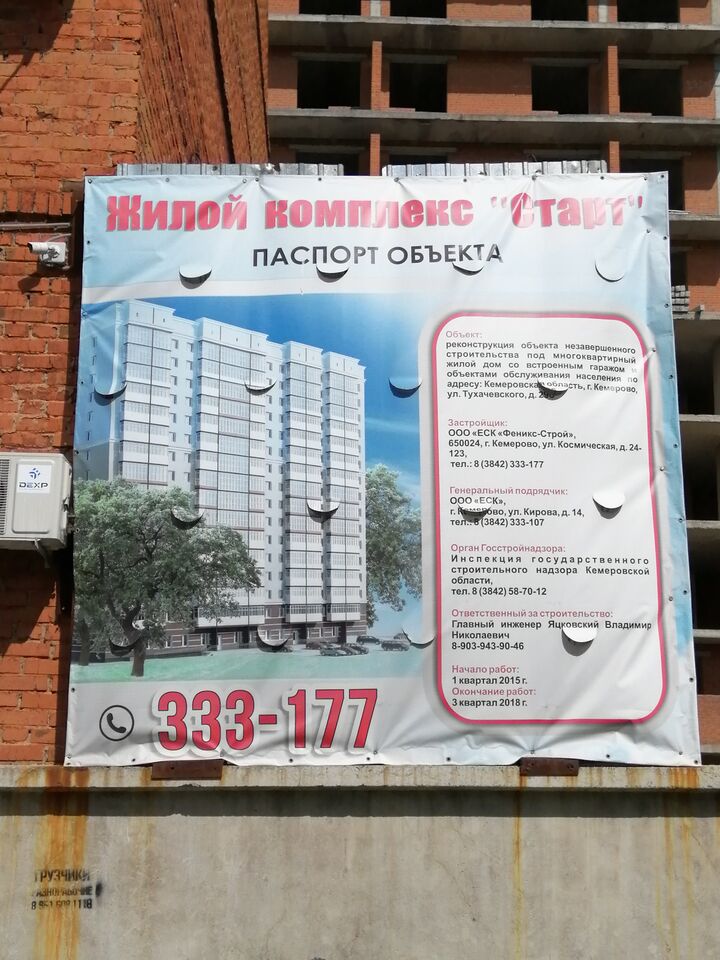 Жилой комплекс "Старт"
ПАСПОРТ ОБЪЕКТА
Объект:
реконструкция объекта незавершенного
строительства под многоквартирный
жилой дом со встроенным гаражом и
объектами обслуживания населения по
адресу: Кемеровская область, г. Кемерово,
ул. Тухачевского, д.
Застройщик:
ООО «ЕСК «Феникс-Строй»,
650024, г. Кемерово, ул. Космическая, д. 24-
123,
тел.: 8 (3842) 333-177
Генеральный подрядчик:
ООО «ЕСК»,
г. Кемерово, ул. Кирова, д. 14,
тел.: 8 (3842) 333-107
Орган Госстройнадзора:
Инспекция государственного
строительного надзора Кемеровской
области,
тел. 8 (3842) 58-70-12
Ответственный за строительство:
Главный инженер Яцковский Владимир
Николаевич
8-903-943-90-46
Начало работ:
1 квартал 2015 г.
Окончание работ:
3 квартал 2018 г.
333-177
DEXP
ГРУЗЧИКИ
РАЗНОРАБОЧИЕ